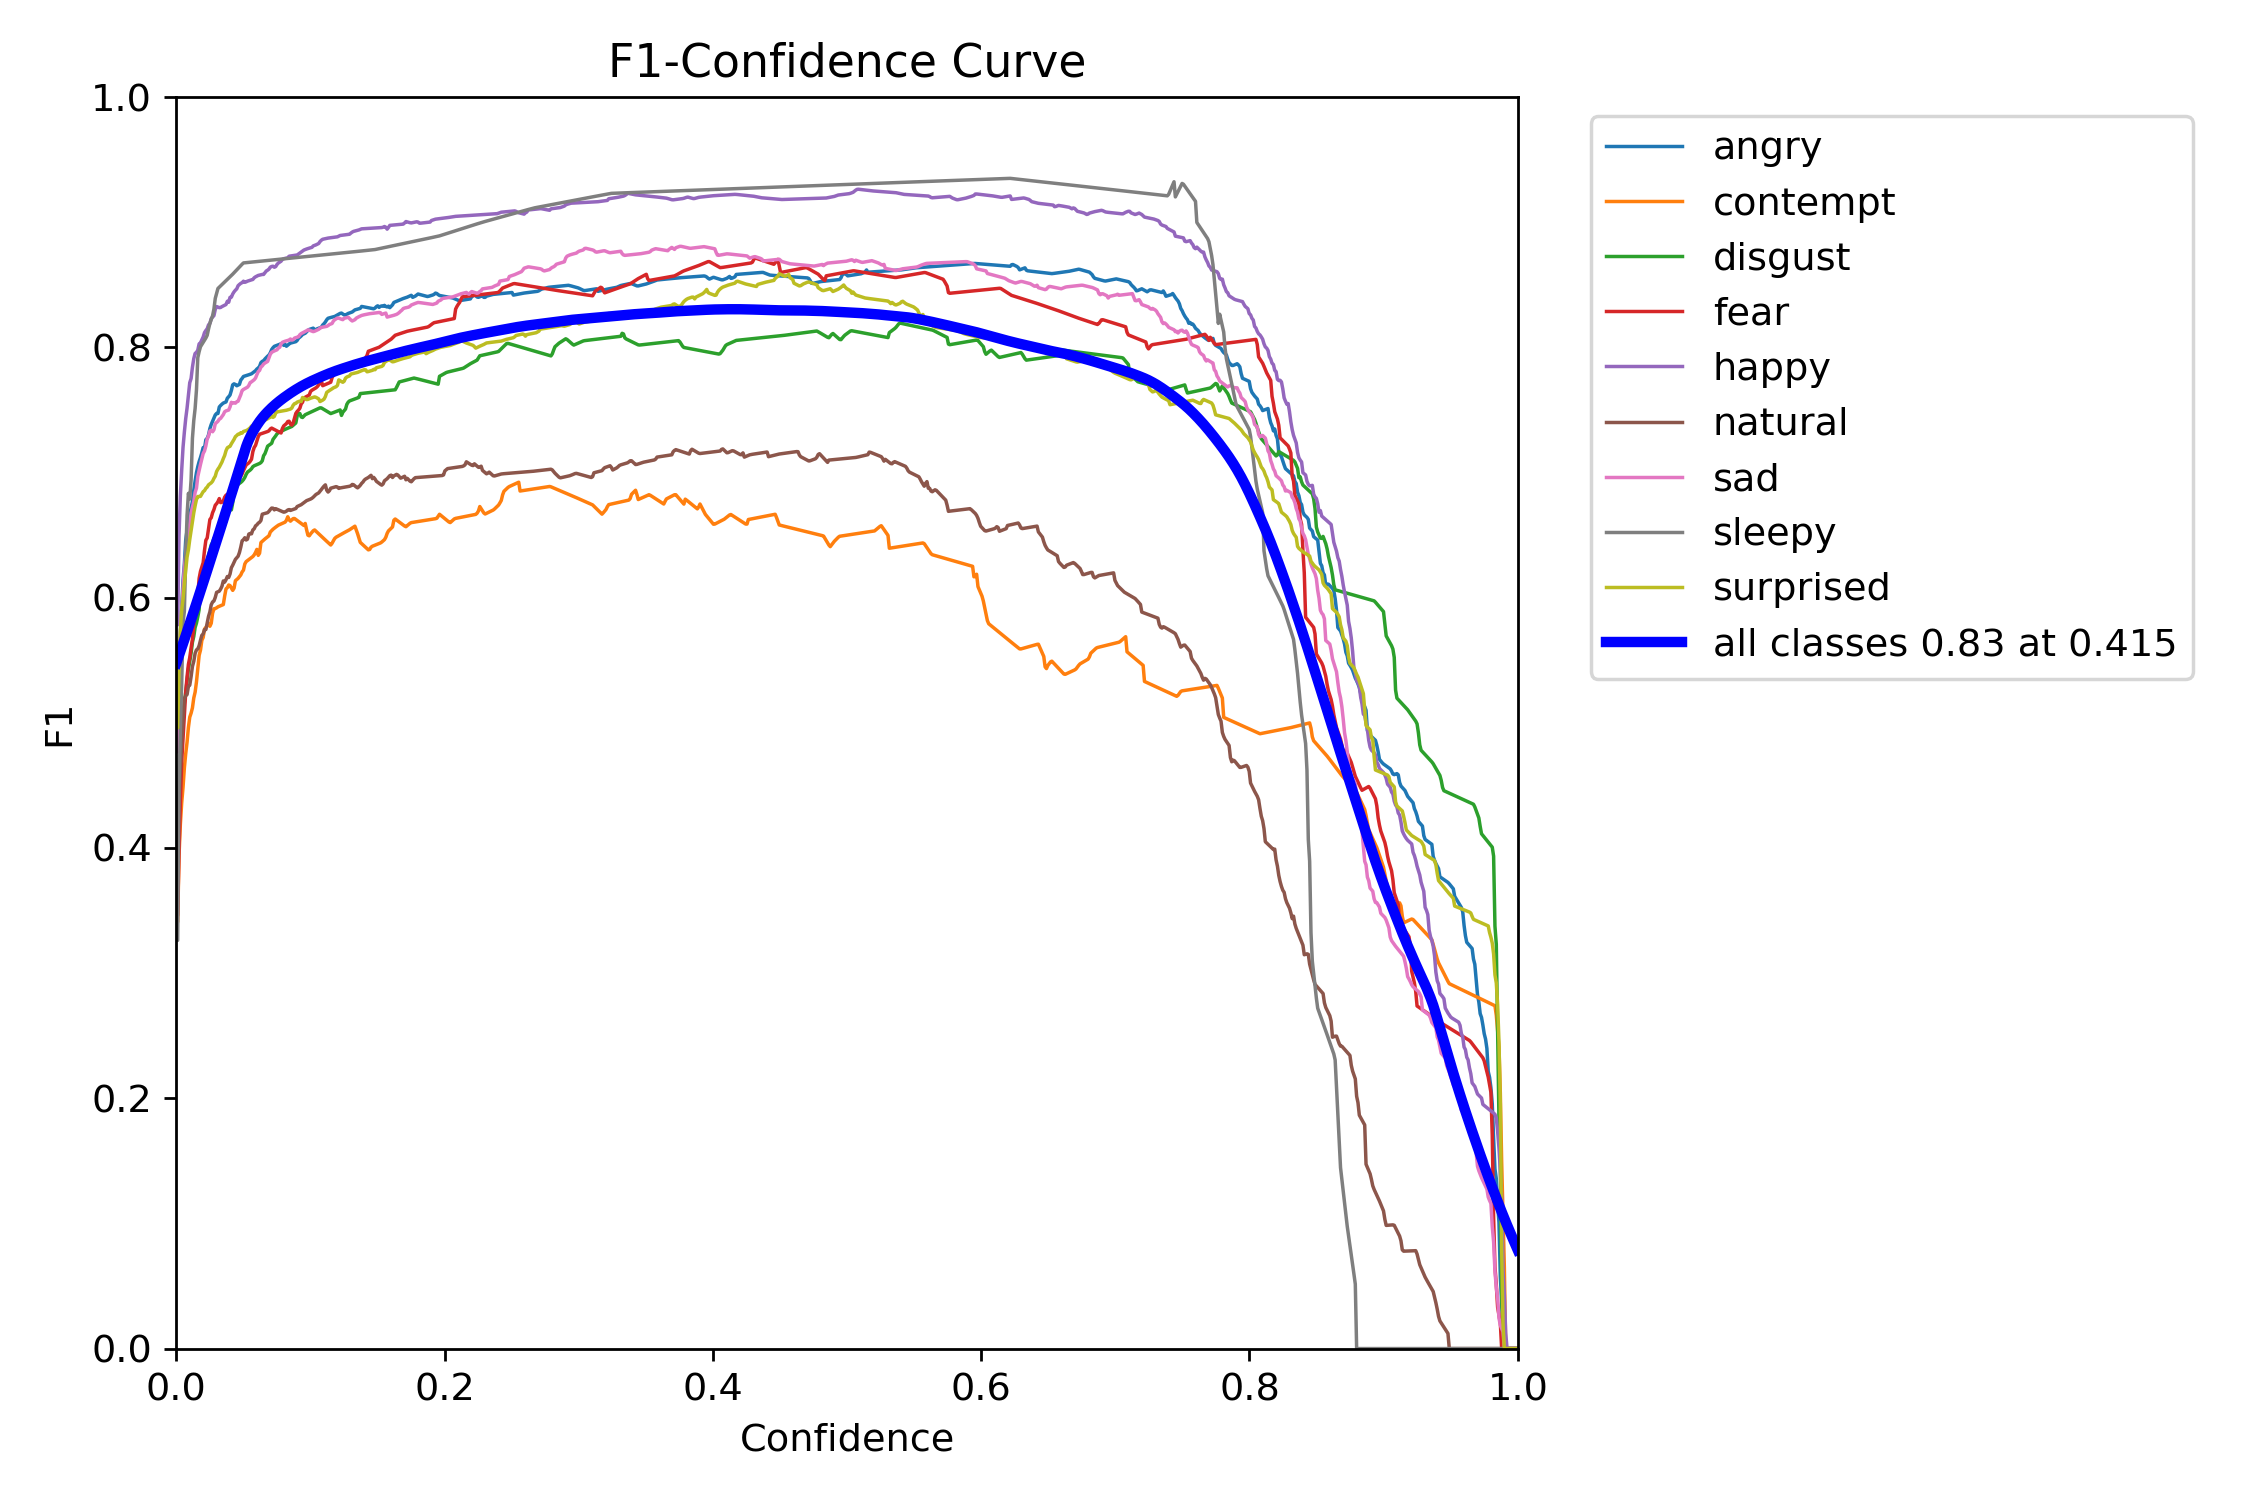 F1-Confidence Curve
1.0
0.8
0.6
0.4
0.2
0.0
F1
0.0 0.2 0.4 0.6 0.8 1.0
Confidence
angry
contempt
disgust
fear
happy
natural
sad
sleepy
surprised
all classes 0.83 at 0.415